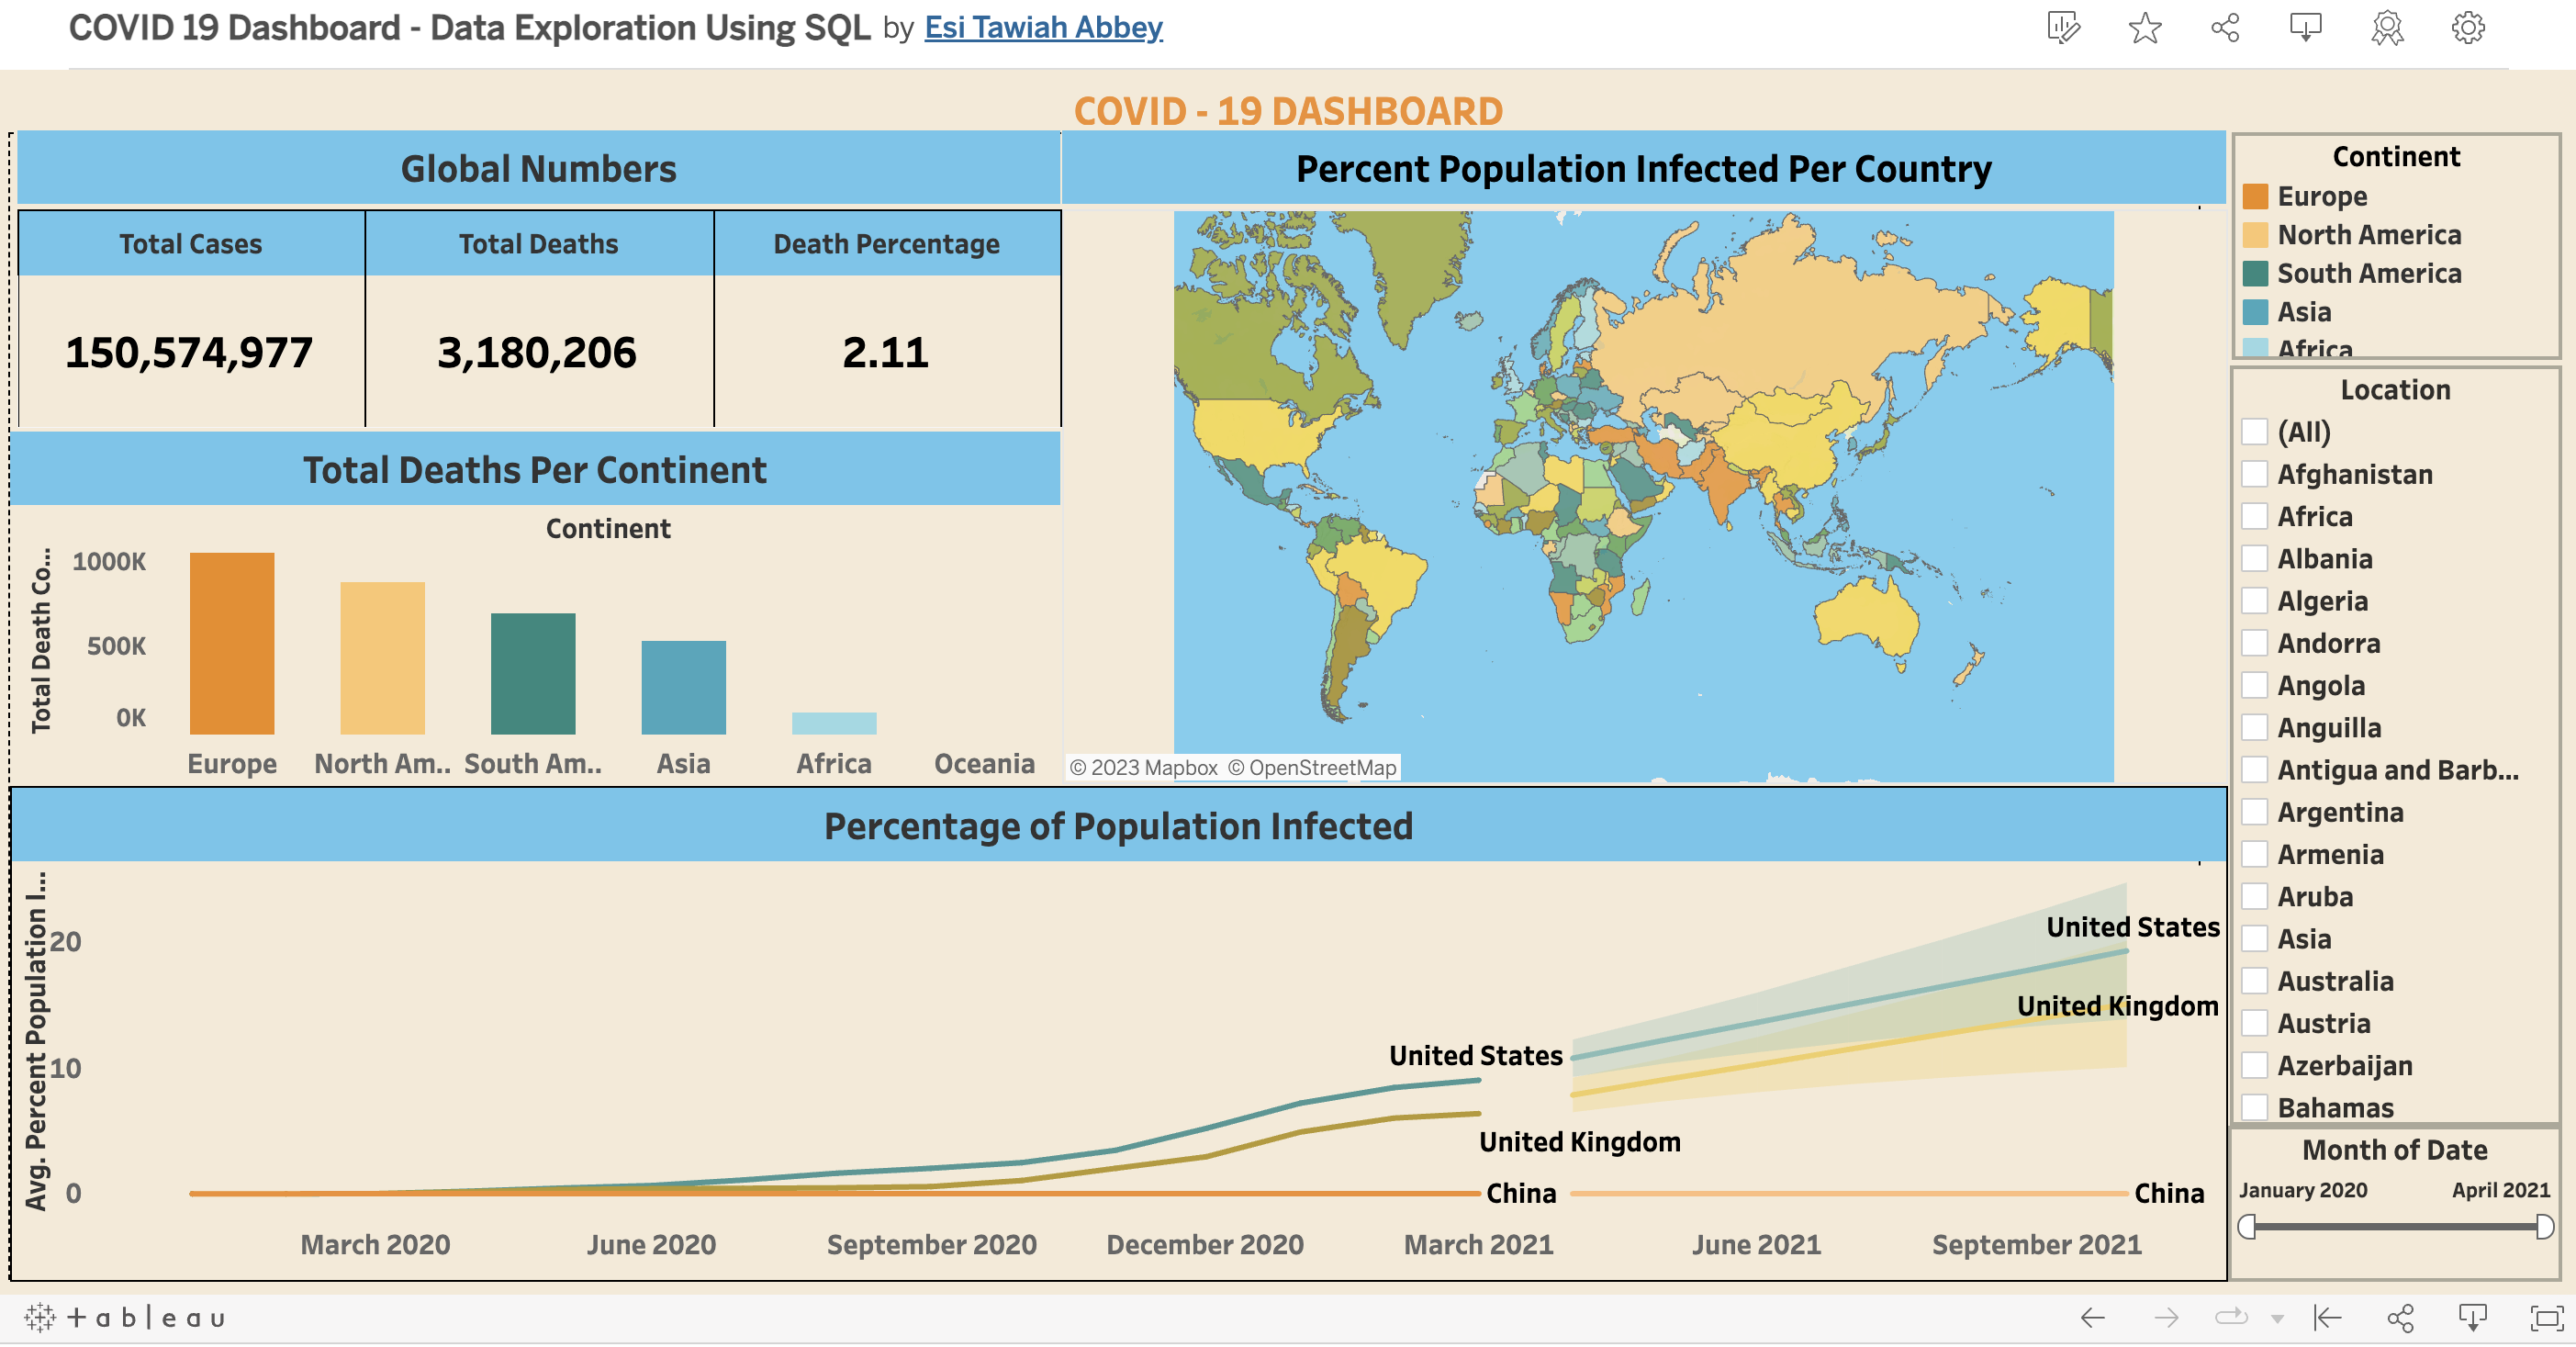 COVID 19 Dashboard - Data Exploration Using SQL by Esi Tawiah Abbey
COVID - 19 DASHBOARD
Global Numbers
Total Cases
Total Deaths
Death Percentage
150,574,977
3,180,206
2.11
Total Deaths Per Continent
Continent
Total Death Co...
1000K
500K
0K
Europe
North Am..
South Am..
Asia
Africa
Oceania
Percent Population Infected Per Country
© 2023 Mapbox © OpenStreetMap
Percentage of Population Infected
Avg. Percent Population I...
20
10
0
United States
United Kingdom
China
United States
United Kingdom
China
March 2020
June 2020
September 2020
December 2020
March 2021
June 2021
September 2021
Continent
Europe
North America
South America
Asia
Africa
Location
(All)
Afghanistan
Africa
Albania
Algeria
Andorra
Angola
Anguilla
Antigua and Barb...
Argentina
Armenia
Aruba
Asia
Australia
Austria
Azerbaijan
Bahamas
Month of Date
January 2020
April 2021
+ableau